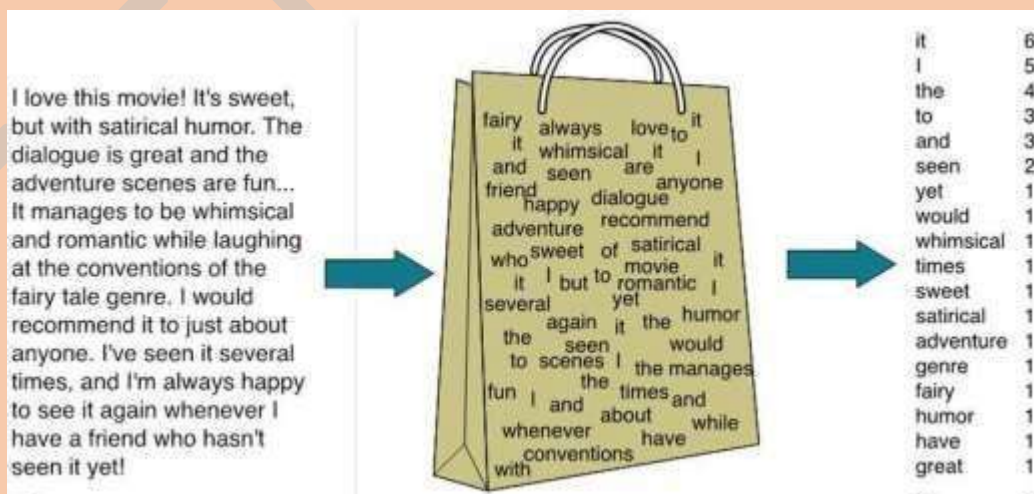 I love this movie! It's sweet,
but with satirical humor. The
dialogue is great and the
adventure scenes are fun...
It manages to be whimsical
and romantic while laughing
at the conventions of the
fairy tale genre. I would
recommend it to just about
anyone. I've seen it several
times, and I'm always happy
to see it again whenever I
have a friend who hasn't
seen it yet!
fairy always love to it
it whimsical it I
and seen are
friend anyone
happy dialogue
adventure recommend
who sweet of satirical
it I but to movie it
it romantic I
several yet
again it the humor
the seen would
to scenes I the manages
fun the times and
I and about while
whenever have
conventions
with
it 6
I 5
the 4
to 3
and 3
seen 2
yet 1
would 1
whimsical 1
times 1
sweet 1
satirical 1
adventure 1
genre 1
fairy 1
humor 1
have 1
great 1